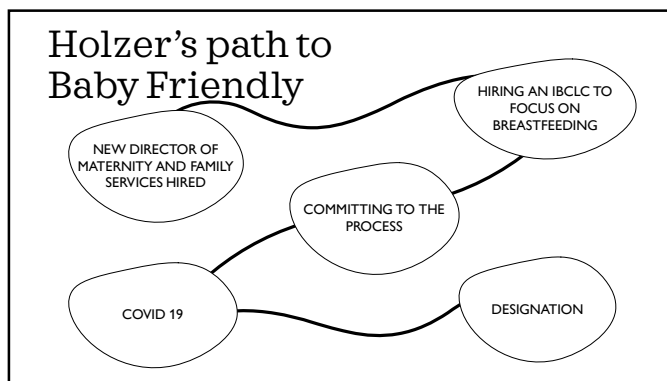 Holzer's path to
Baby Friendly
NEW DIRECTOR OF
MATERNITY AND FAMILY
SERVICES HIRED
HIRING AN IBCLC TO
FOCUS ON
BREASTFEEDING
COMMITTING TO THE
PROCESS
COVID 19
DESIGNATION